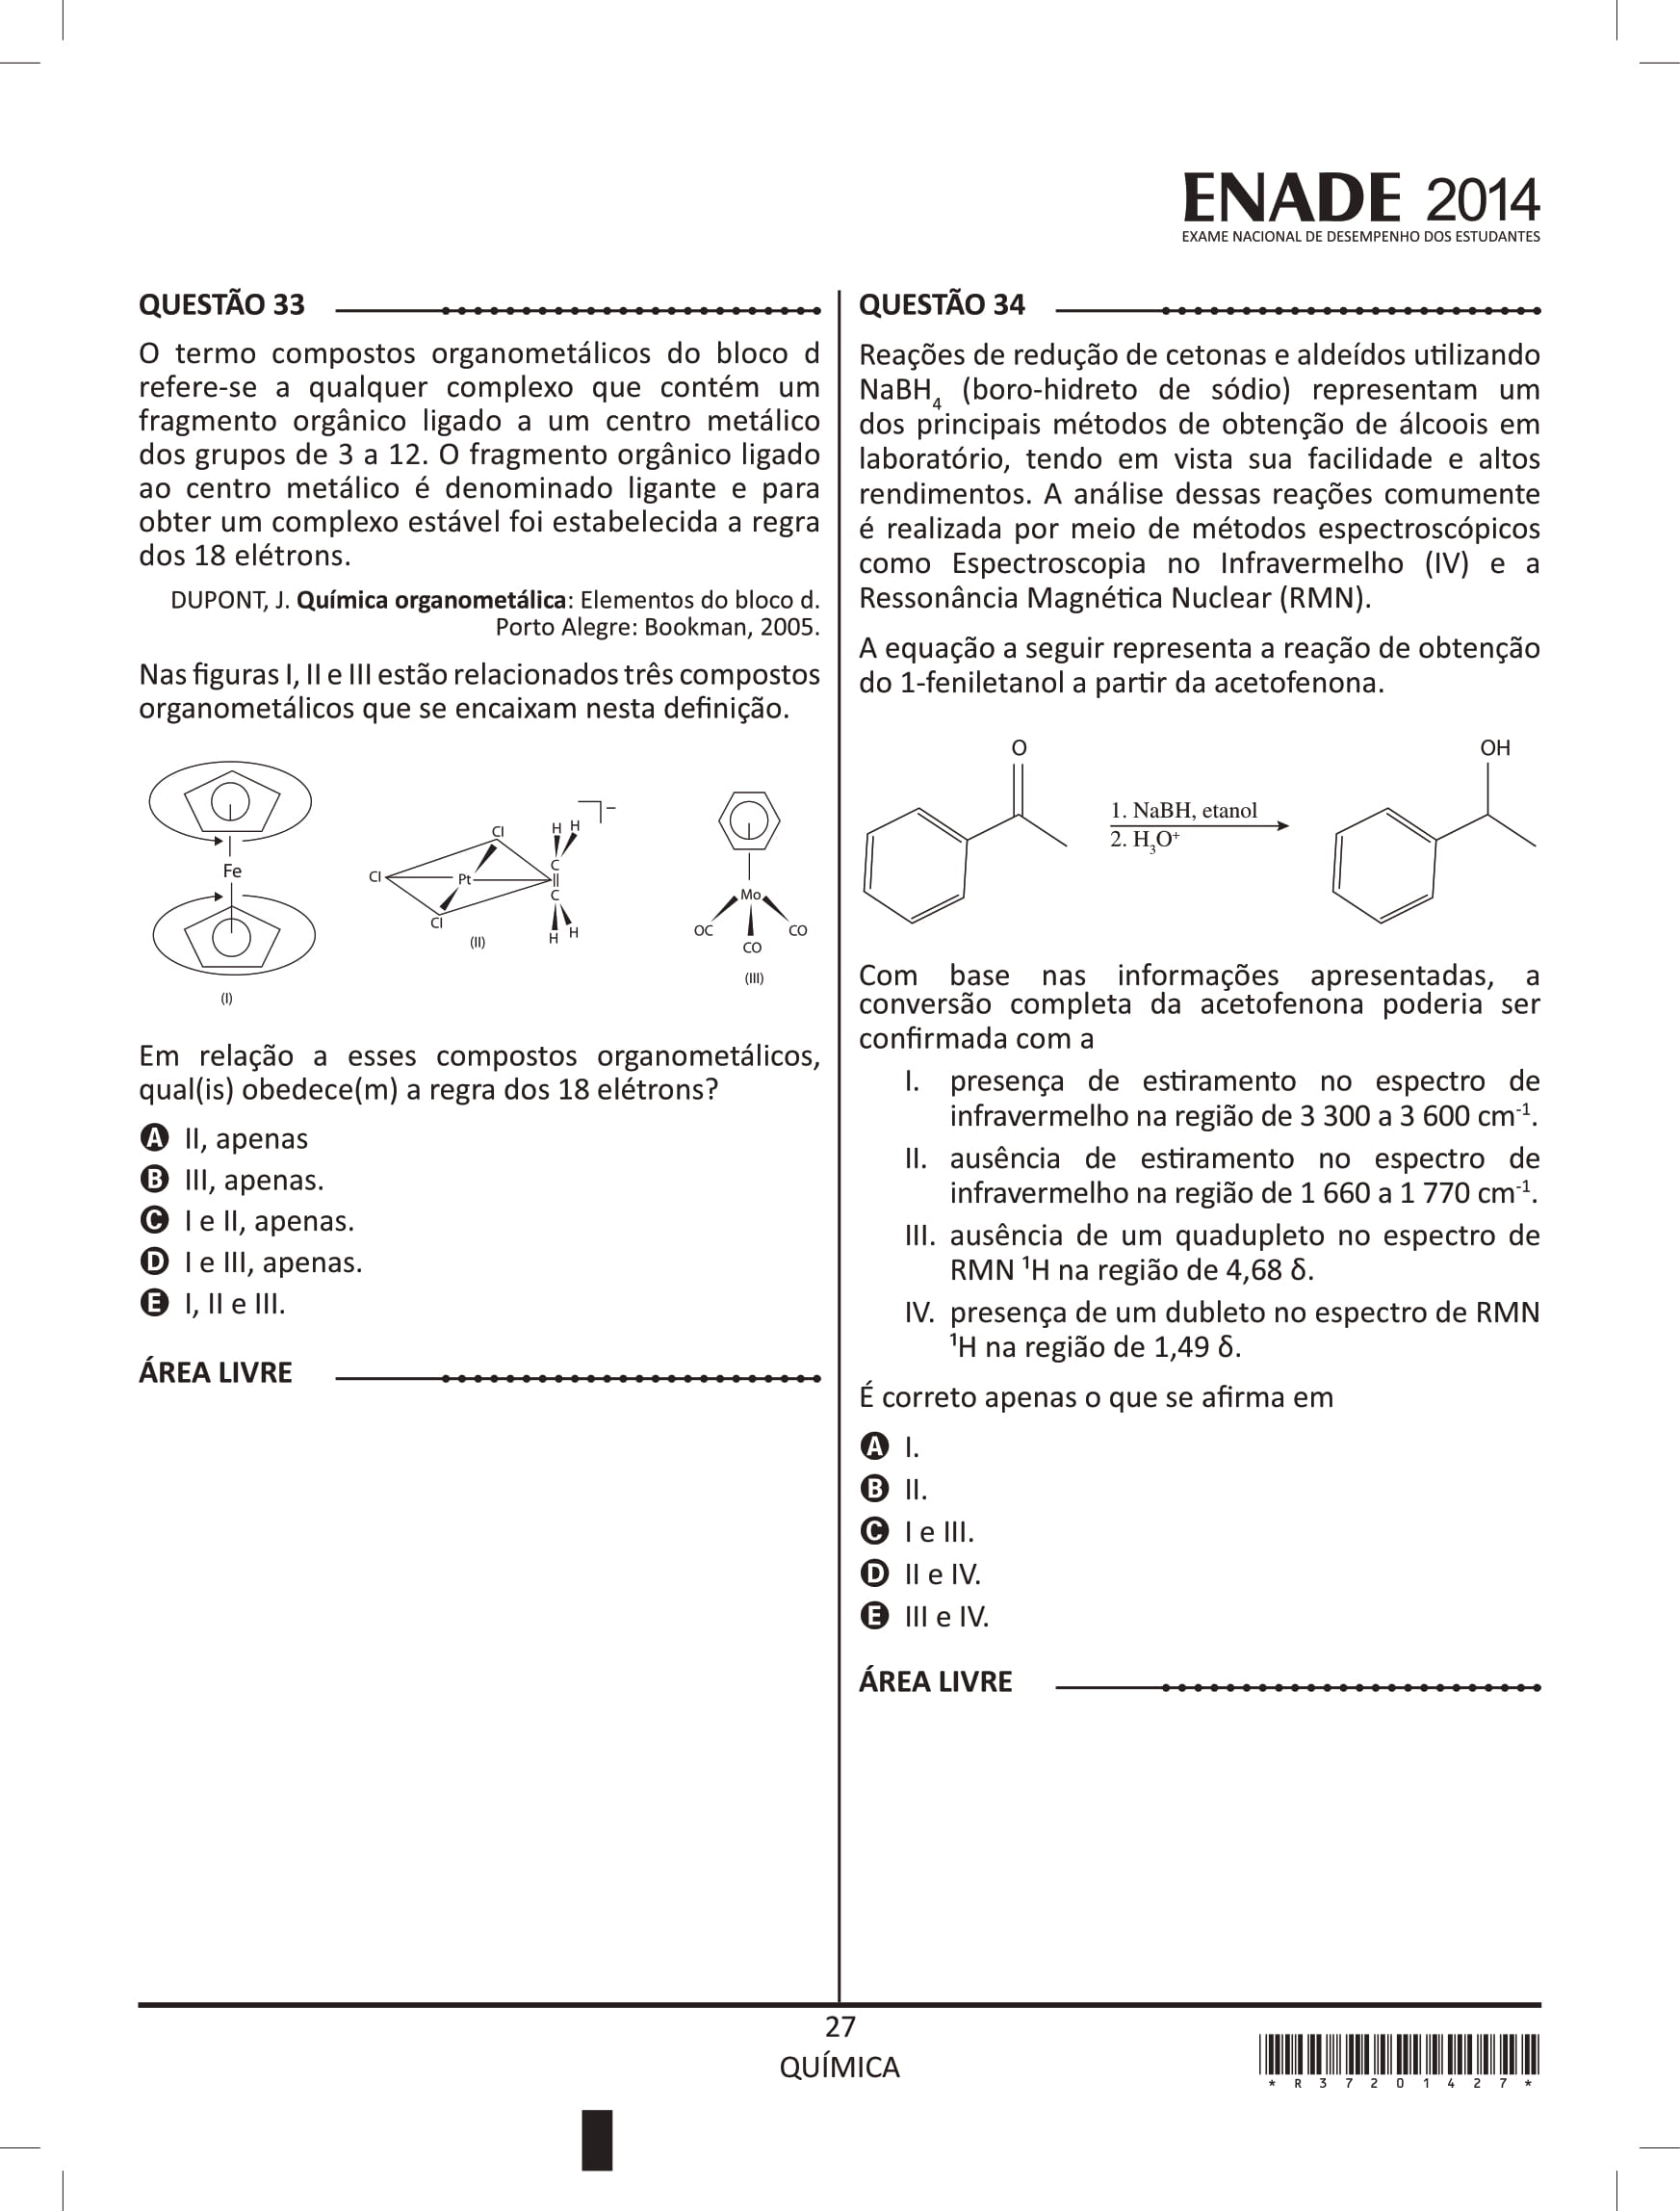 ENADE 2014
EXAME NACIONAL DE DESEMPENHO DOS ESTUDANTES
QUESTÃO 33
O termo compostos organometálicos do bloco d
refere-se a qualquer complexo que contém um
fragmento orgânico ligado a um centro metálico
dos grupos de 3 a 12. O fragmento orgânico ligado
ao centro metálico é denominado ligante e para
obter um complexo estável foi estabelecida a regra
dos 18 elétrons.
DUPONT, J. Química organometálica: Elementos do bloco d.
Porto Alegre: Bookman, 2005.
Nas figuras I, II e III estão relacionados três compostos
organometálicos que se encaixam nesta definição.
Fe
(I)
Cl
Cl
Cl
Pt
H H
C
C
H H
–
(II)
Mo
OC
CO
CO
(III)
Em relação a esses compostos organometálicos,
qual(is) obedece(m) a regra dos 18 elétrons?
A II, apenas
B III, apenas.
C I e II, apenas.
D I e III, apenas.
E I, II e III.
ÁREA LIVRE
QUESTÃO 34
Reações de redução de cetonas e aldeídos utilizando
NaBH4 (boro-hidreto de sódio) representam um
dos principais métodos de obtenção de álcoois em
laboratório, tendo em vista sua facilidade e altos
rendimentos. A análise dessas reações comumente
é realizada por meio de métodos espectroscópicos
como Espectroscopia no Infravermelho (IV) e a
Ressonância Magnética Nuclear (RMN).
A equação a seguir representa a reação de obtenção
do 1-feniletanol a partir da acetofenona.
O
1. NaBH, etanol
2. H3O+
OH
Com base nas informações apresentadas, a
conversão completa da acetofenona poderia ser
confirmada com a
I. presença de estiramento no espectro de
infravermelho na região de 3 300 a 3 600 cm-1.
II. ausência de estiramento no espectro de
infravermelho na região de 1 660 a 1 770 cm-1.
III. ausência de um quadupleto no espectro de
RMN ¹H na região de 4,68 δ.
IV. presença de um dubleto no espectro de RMN
¹H na região de 1,49 δ.
É correto apenas o que se afirma em
A I.
B II.
C I e III.
D II e IV.
E III e IV.
ÁREA LIVRE
27
QUÍMICA
* R 3 7 2 0 1 4 2 7 *